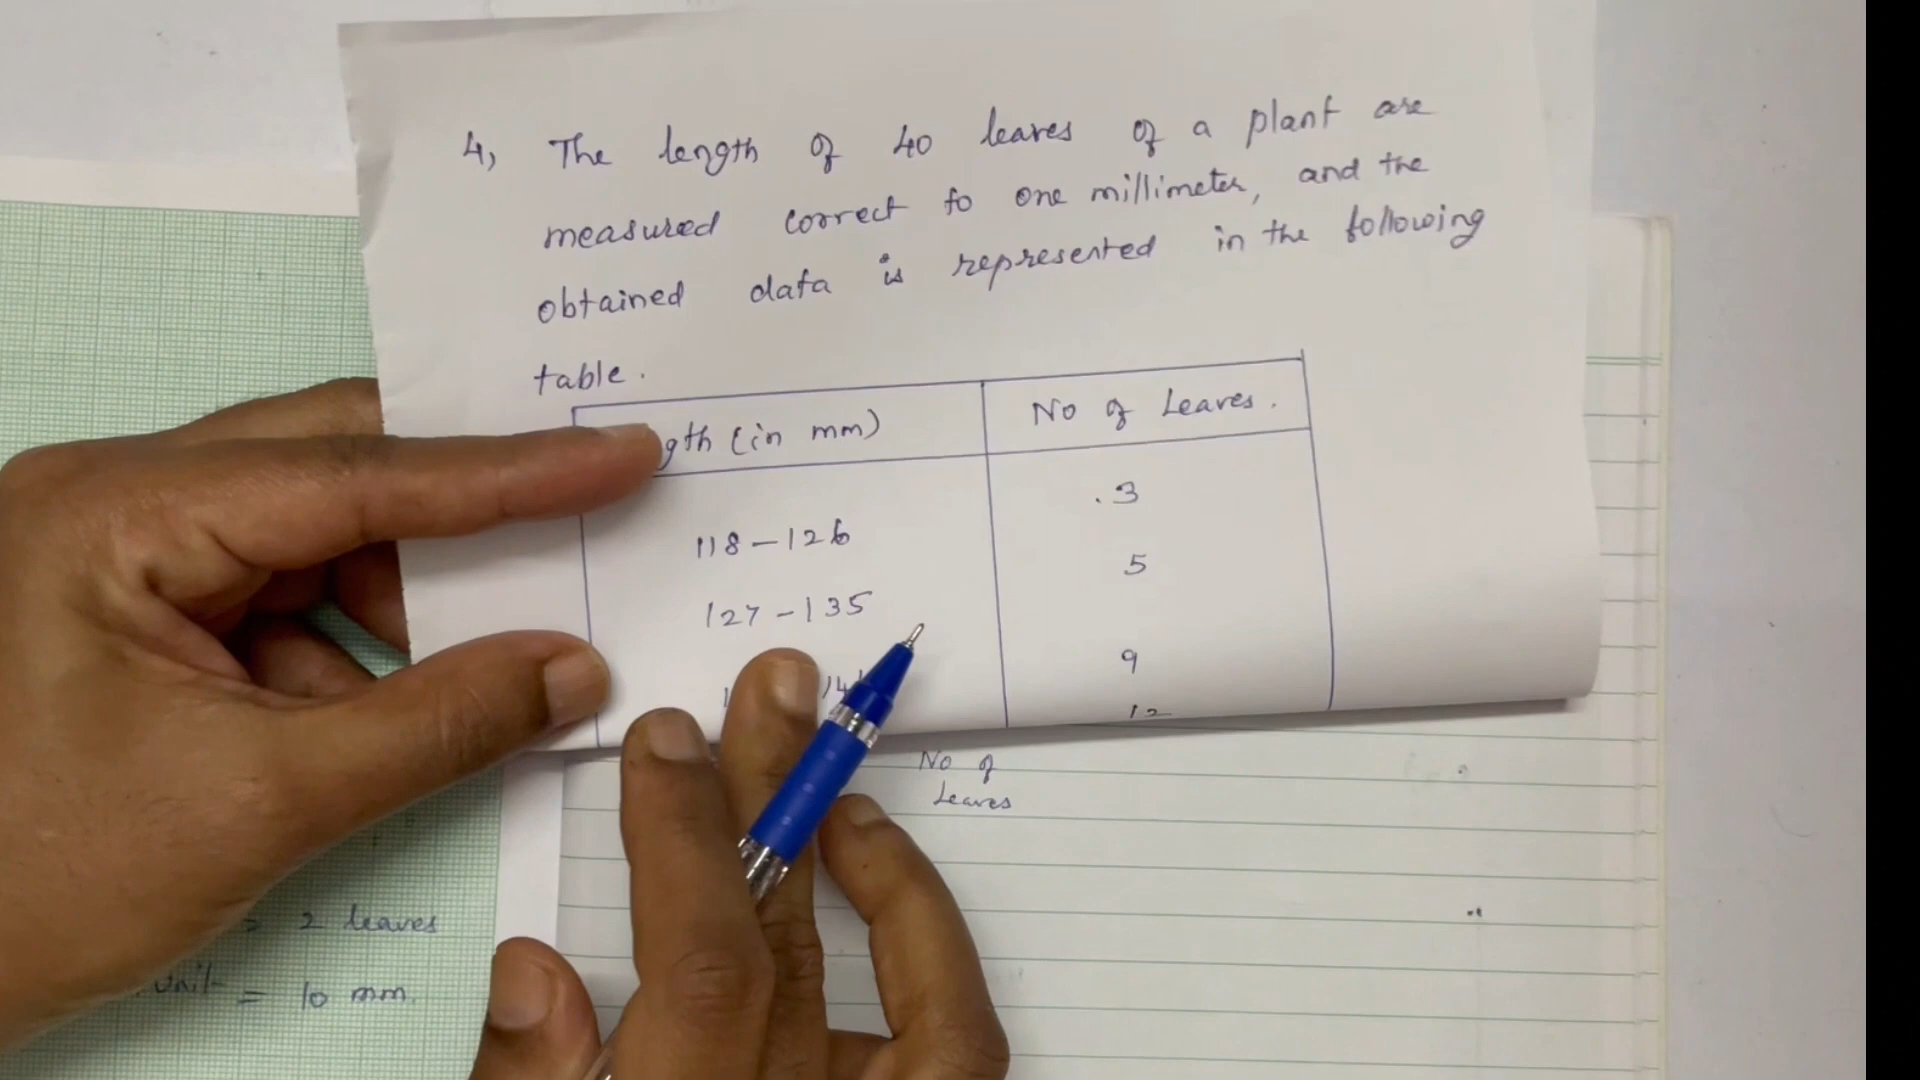 4, The length of 40 leaves of a plant are
measured correct to one millimeter, and the
obtained data is represented in the following
table.
gth (in mm) No of Leaves.
118-126 3
127-135 5
9
12
No of
Leaves
= 2 leaves
unit = 10 mm.